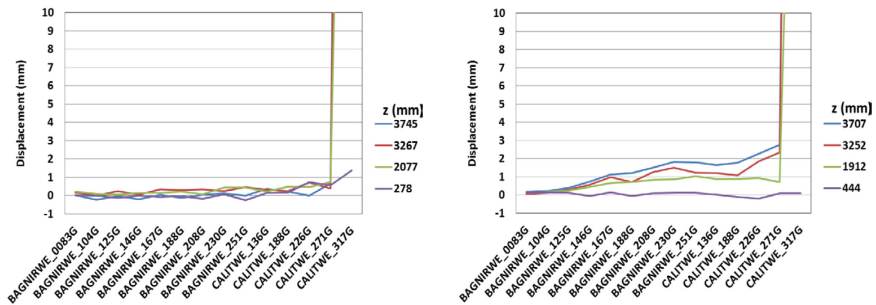 10
9
8
7
6
5
4
3
2
1
0
-1
Displacement (mm)
z (mm)
3745
3267
2077
278
BAGNIRWE_0083G
BAGNIRWE_104G
BAGNIRWE_125G
BAGNIRWE_146G
BAGNIRWE_167G
BAGNIRWE_188G
BAGNIRWE_208G
BAGNIRWE_230G
BAGNIRWE_251G
CALITWE_136G
CALITWE_188G
CALITWE_226G
CALITWE_271G
CALITWE_317G
10
9
8
7
6
5
4
3
2
1
0
-1
Displacement (mm)
z (mm)
3707
3252
1912
444
BAGNIRWE_0083G
BAGNIRWE_104G
BAGNIRWE_125G
BAGNIRWE_146G
BAGNIRWE_167G
BAGNIRWE_188G
BAGNIRWE_208G
BAGNIRWE_230G
BAGNIRWE_251G
CALITWE_136G
CALITWE_188G
CALITWE_226G
CALITWE_271G
CALITWE_317G